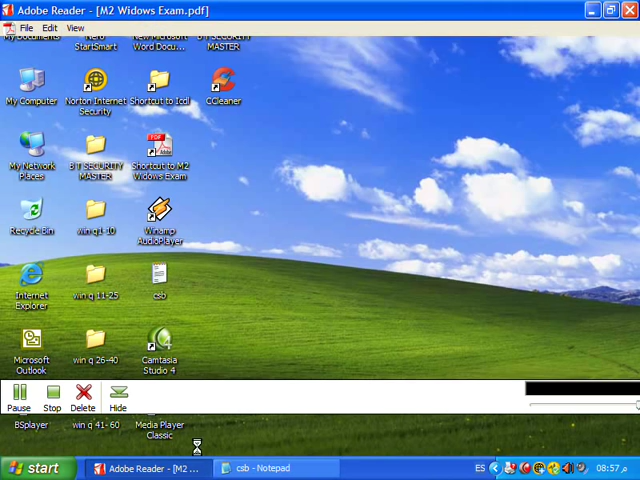 Adobe Reader - [M2 Widows Exam.pdf]
File Edit View
My Documents
Nero StartSmart
New Microsoft Word Docu...
B T SECURITY MASTER
My Computer
Norton Internet Security
Shortcut to Icdl
CCleaner
My Network Places
B T SECURITY MASTER
Shortcut to M2 Widows Exam
Recycle Bin
win q1-10
Winamp AudioPlayer
Internet Explorer
win q 11-25
csb
Microsoft Outlook
win q 26-40
Camtasia Studio 4
Pause Stop Delete Hide
BSplayer
win q 41- 60
Media Player Classic
start
Adobe Reader - [M2 ...
csb - Notepad
ES
08:57 م